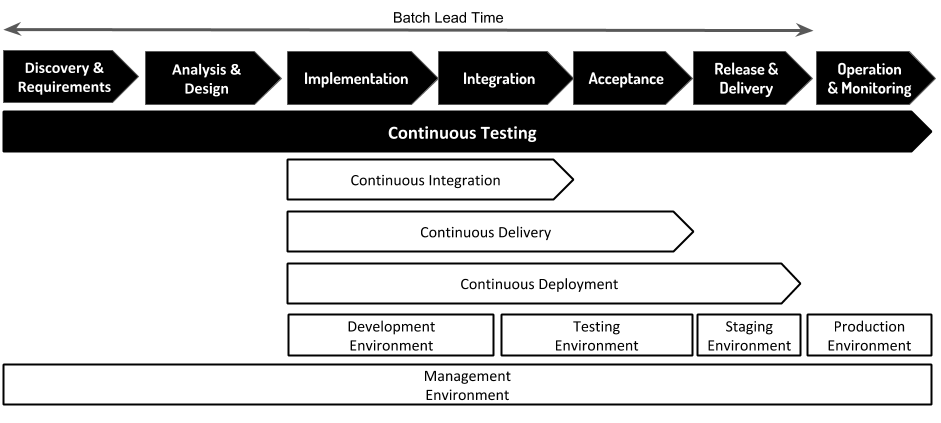 Batch Lead Time
Discovery &
Requirements
Analysis &
Design
Implementation
Integration
Acceptance
Release &
Delivery
Operation
& Monitoring
Continuous Testing
Continuous Integration
Continuous Delivery
Continuous Deployment
Development
Environment
Testing
Environment
Staging
Environment
Production
Environment
Management
Environment